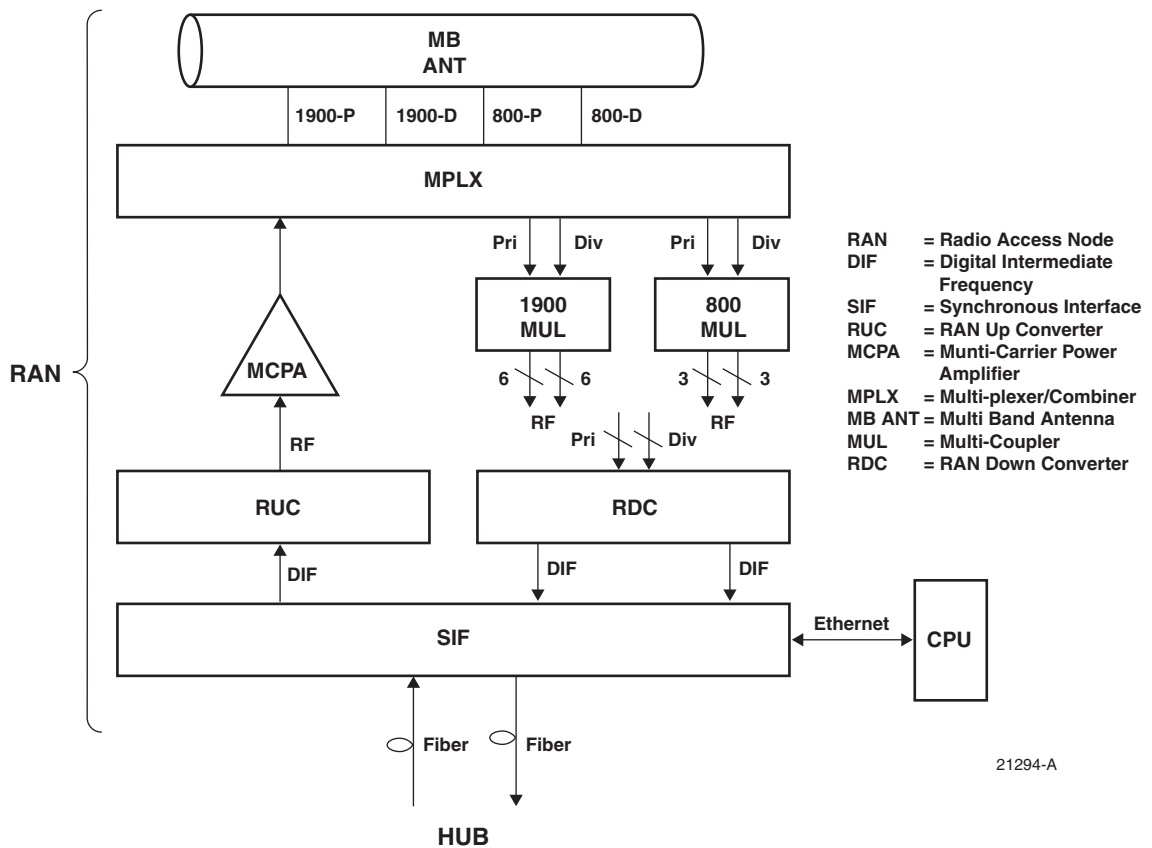 MB
ANT
1900-P
1900-D
800-P
800-D
MPLX
Pri
Div
Pri
Div
1900
MUL
800
MUL
6
6
3
3
RF
RF
RAN
MCPA
RF
Pri
Div
RUC
RDC
DIF
DIF
DIF
SIF
Ethernet
CPU
Fiber
Fiber
HUB
RAN = Radio Access Node
DIF = Digital Intermediate
Frequency
SIF = Synchronous Interface
RUC = RAN Up Converter
MCPA = Munti-Carrier Power
Amplifier
MPLX = Multi-plexer/Combiner
MB ANT = Multi Band Antenna
MUL = Multi-Coupler
RDC = RAN Down Converter
21294-A